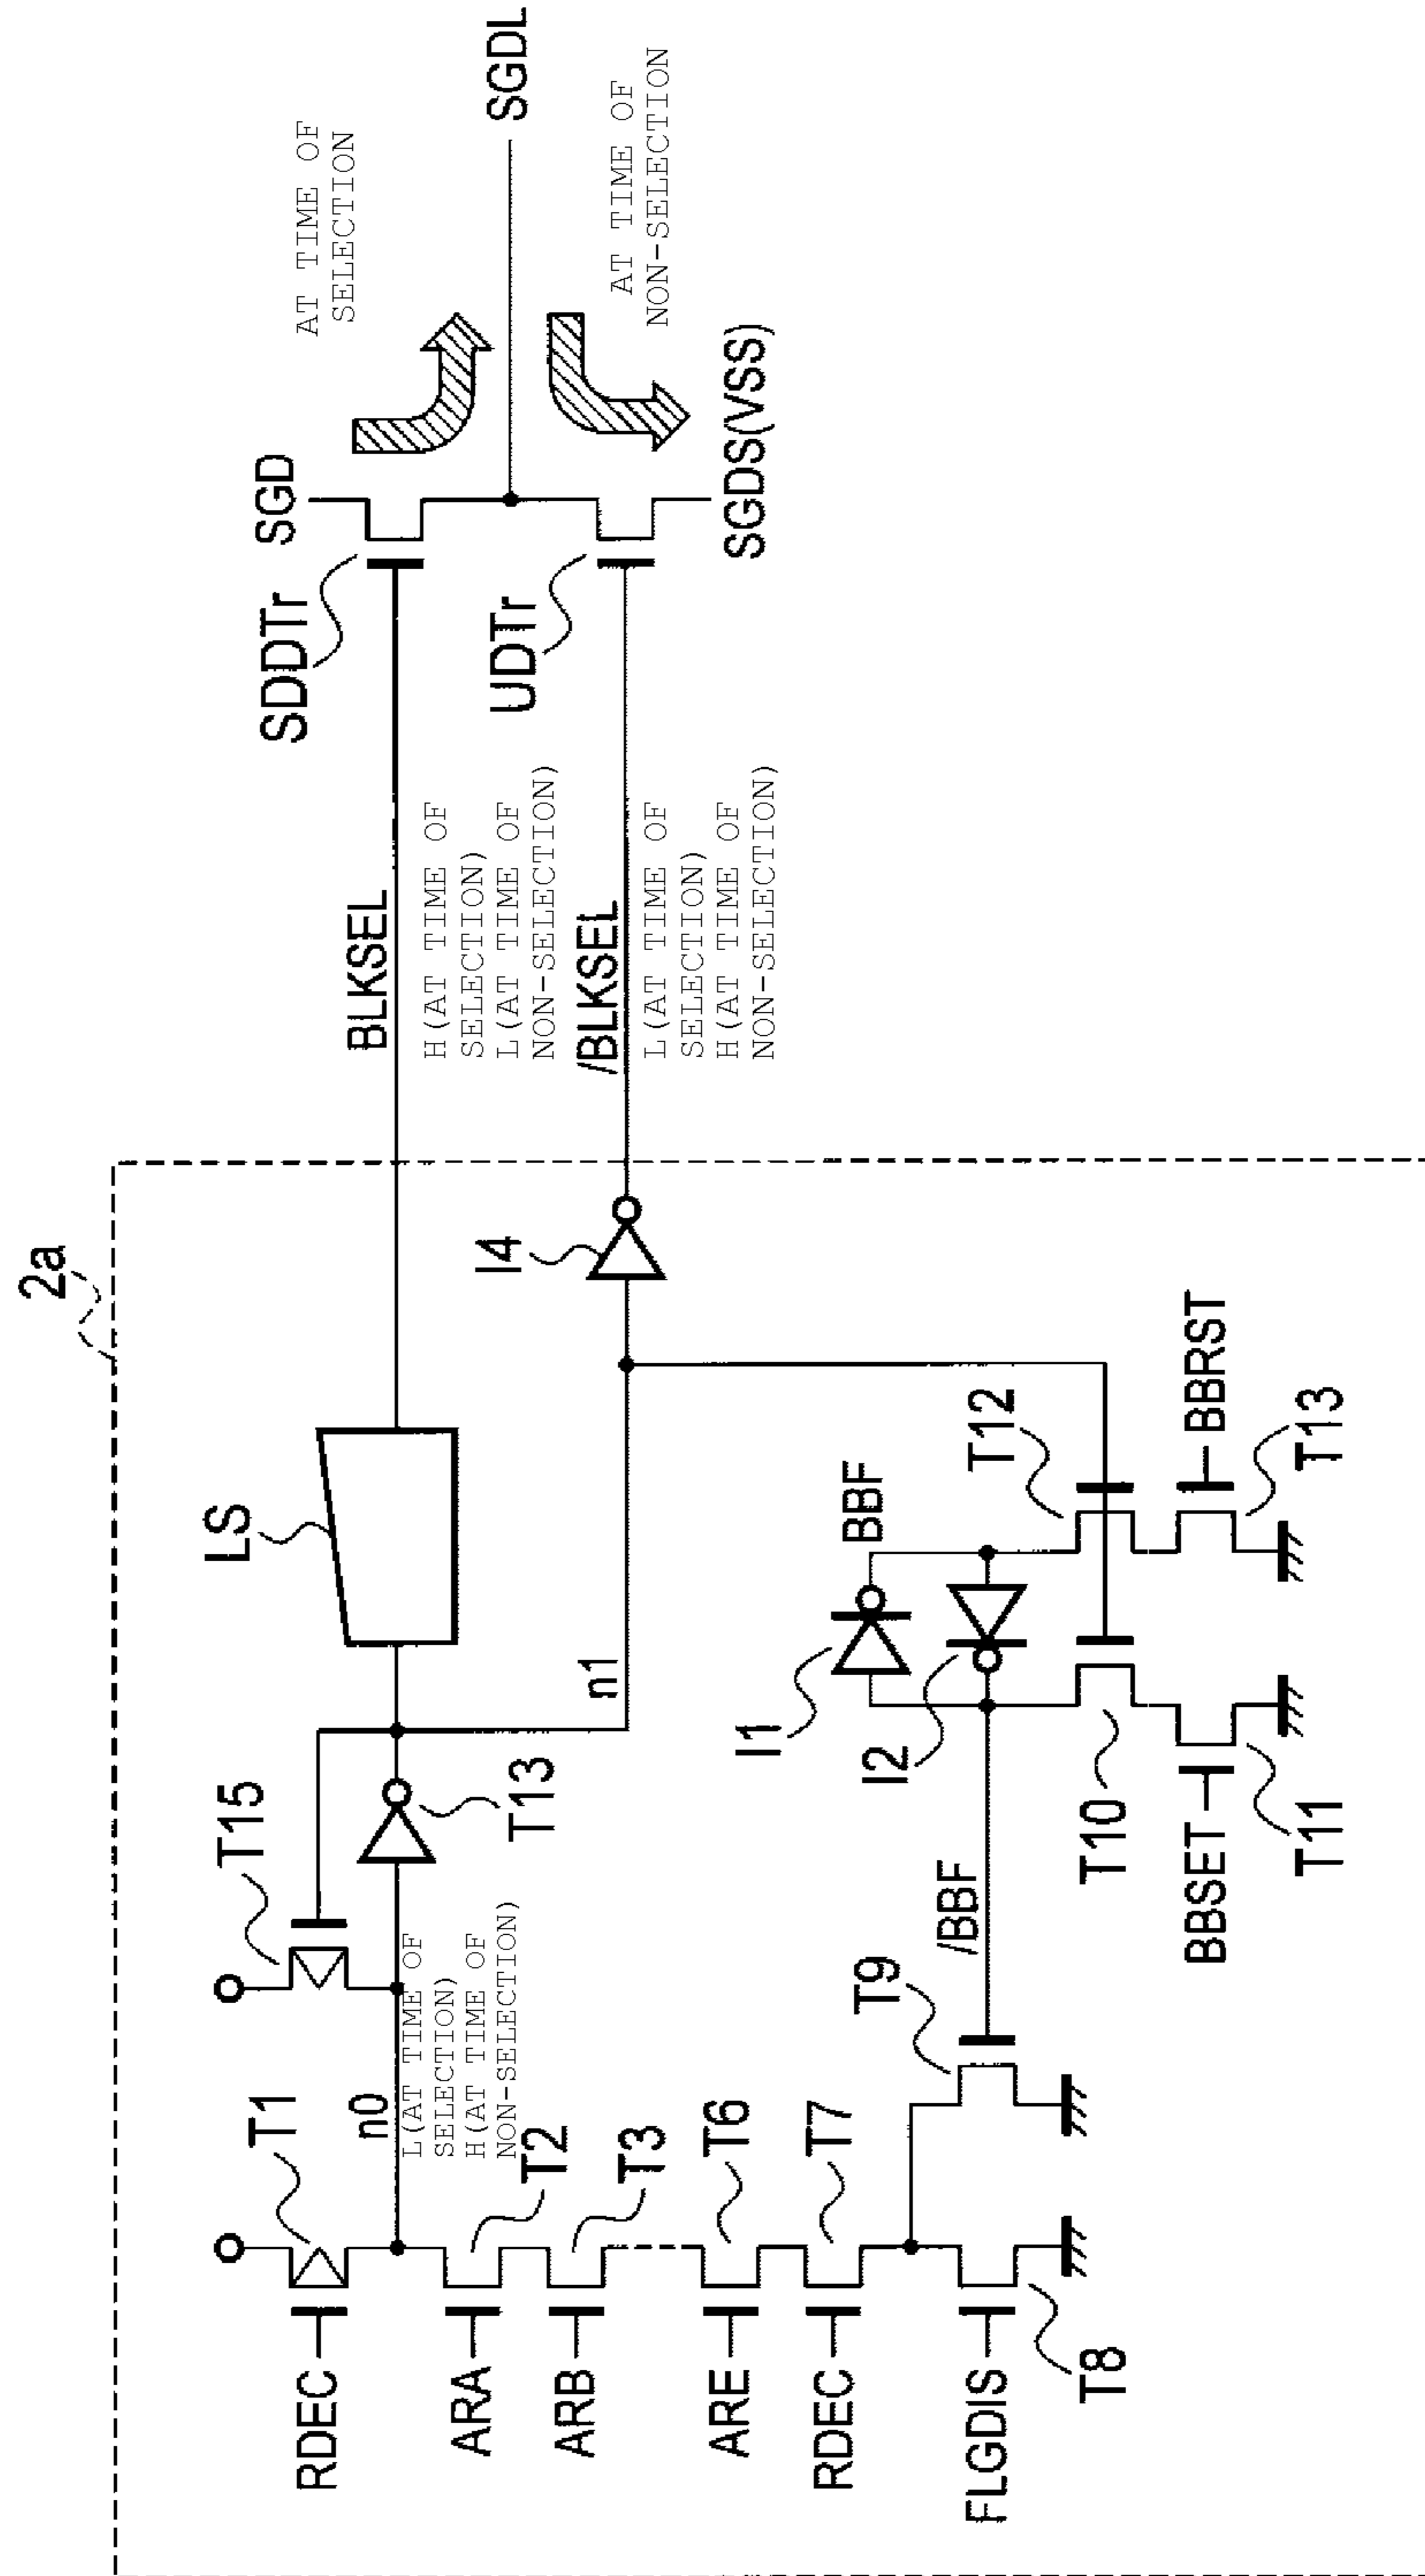 2a
T1
T15
LS
RDEC
n0
L(AT TIME OF
SELECTION)
H(AT TIME OF
NON-SELECTION)
T13
n1
I4
BLKSEL
H(AT TIME OF
SELECTION)
L(AT TIME OF
NON-SELECTION)
/BLKSEL
L(AT TIME OF
SELECTION)
H(AT TIME OF
NON-SELECTION)
SDDTr
SGD
UDTr
SGDS(VSS)
AT TIME OF
SELECTION
SGDL
AT TIME OF
NON-SELECTION
ARA
T2
ARB
T3
ARE
T6
RDEC
T7
FLGDIS
T8
T9
/BBF
I1
I2
BBF
T10
T12
BBSET
T11
BBRST
T13